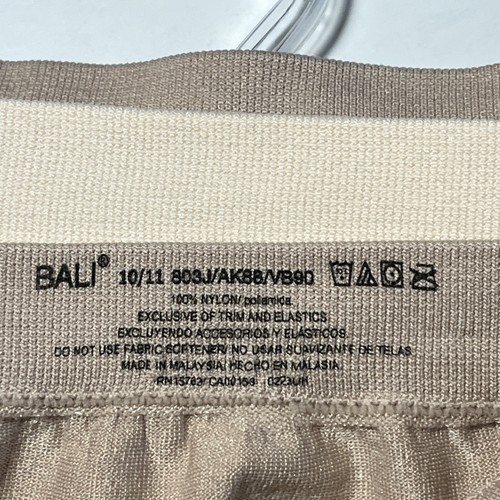 BALI® 10/11 803J/AK88/VB90
100% NYLON/ poliamida.
EXCLUSIVE OF TRIM AND ELASTICS.
EXCLUYENDO ACCESORIOS Y ELASTICOS.
DO NOT USE FABRIC SOFTENER/ NO USAR SUAVIZANTE DE TELAS.
MADE IN MALAYSIA/ HECHO EN MALASIA.
RN15763/